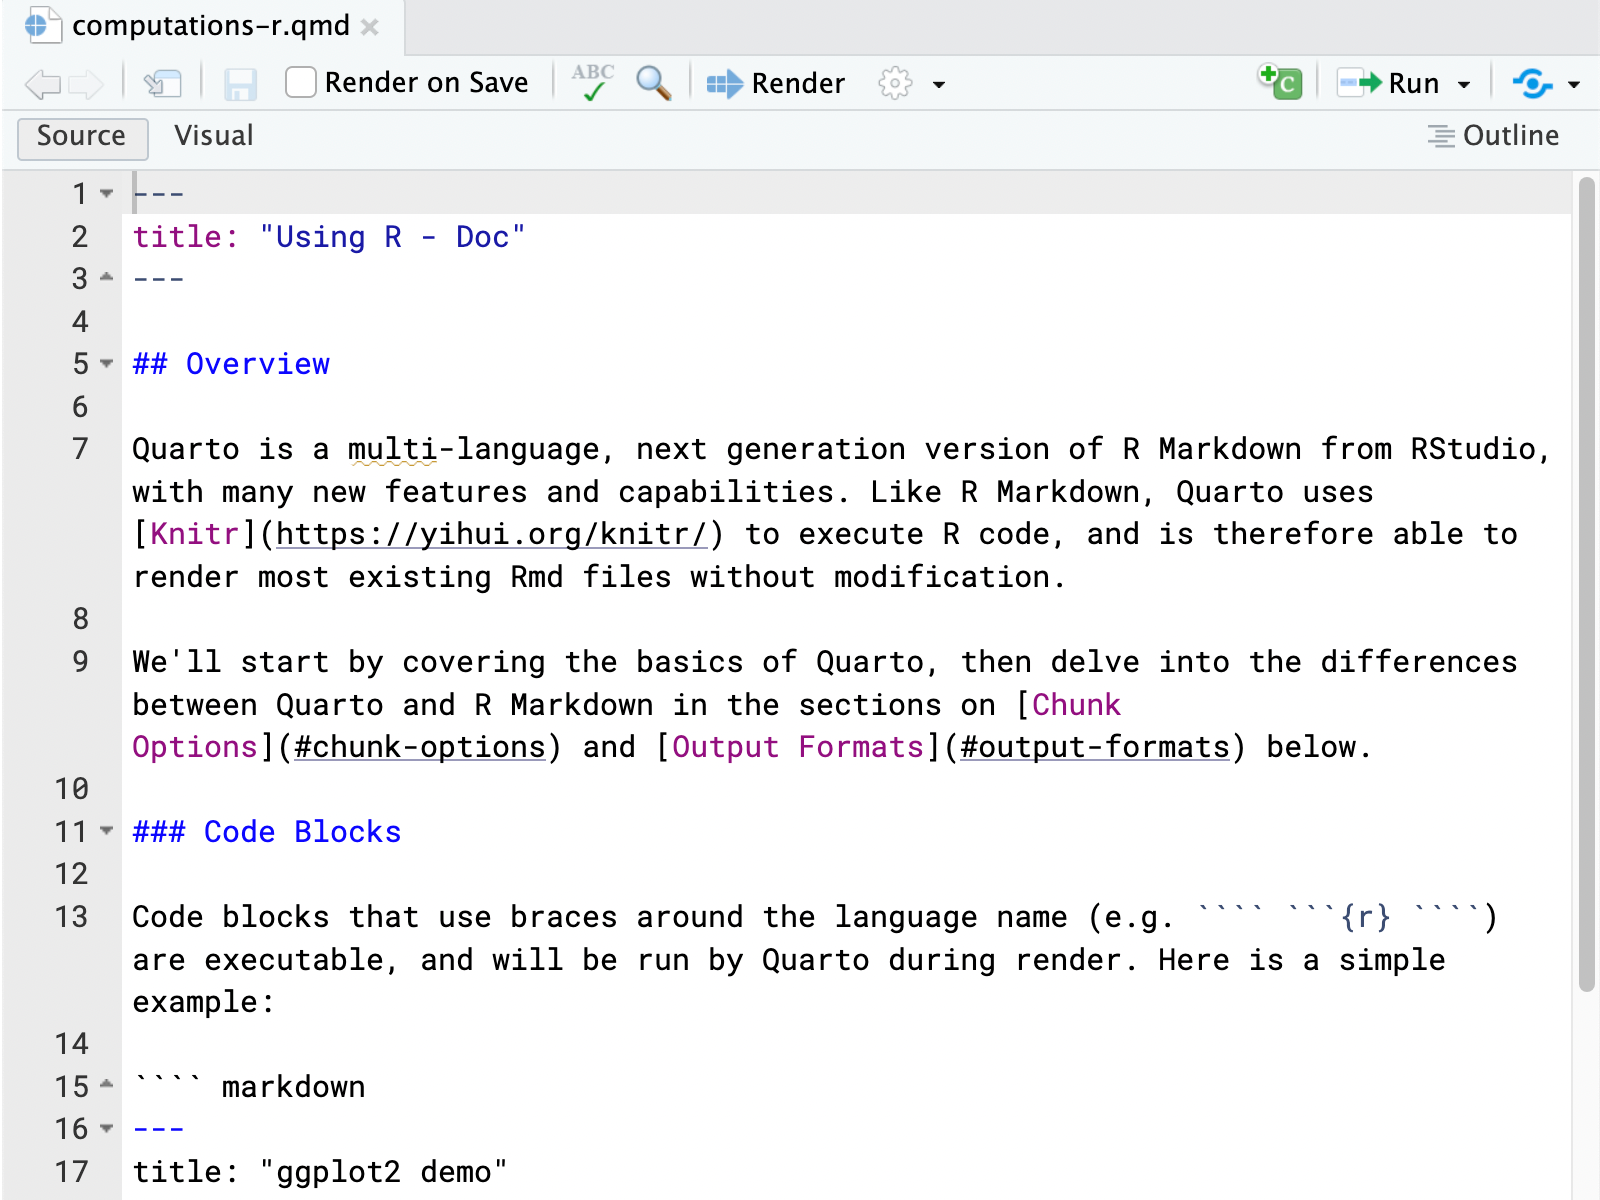 computations-r.qmd
Render on Save ABC Render C Run
Source Visual Outline
1 ---
2 title: "Using R - Doc"
3 ---
4
5 ## Overview
6
7 Quarto is a multi-language, next generation version of R Markdown from RStudio,
with many new features and capabilities. Like R Markdown, Quarto uses
[Knitr](https://yihui.org/knitr/) to execute R code, and is therefore able to
render most existing Rmd files without modification.
8
9 We'll start by covering the basics of Quarto, then delve into the differences
between Quarto and R Markdown in the sections on [Chunk
Options](#chunk-options) and [Output Formats](#output-formats) below.
10
11 ### Code Blocks
12
13 Code blocks that use braces around the language name (e.g. ```` ```{r} ````)
are executable, and will be run by Quarto during render. Here is a simple
example:
14
15 ```` markdown
16 ---
17 title: "ggplot2 demo"